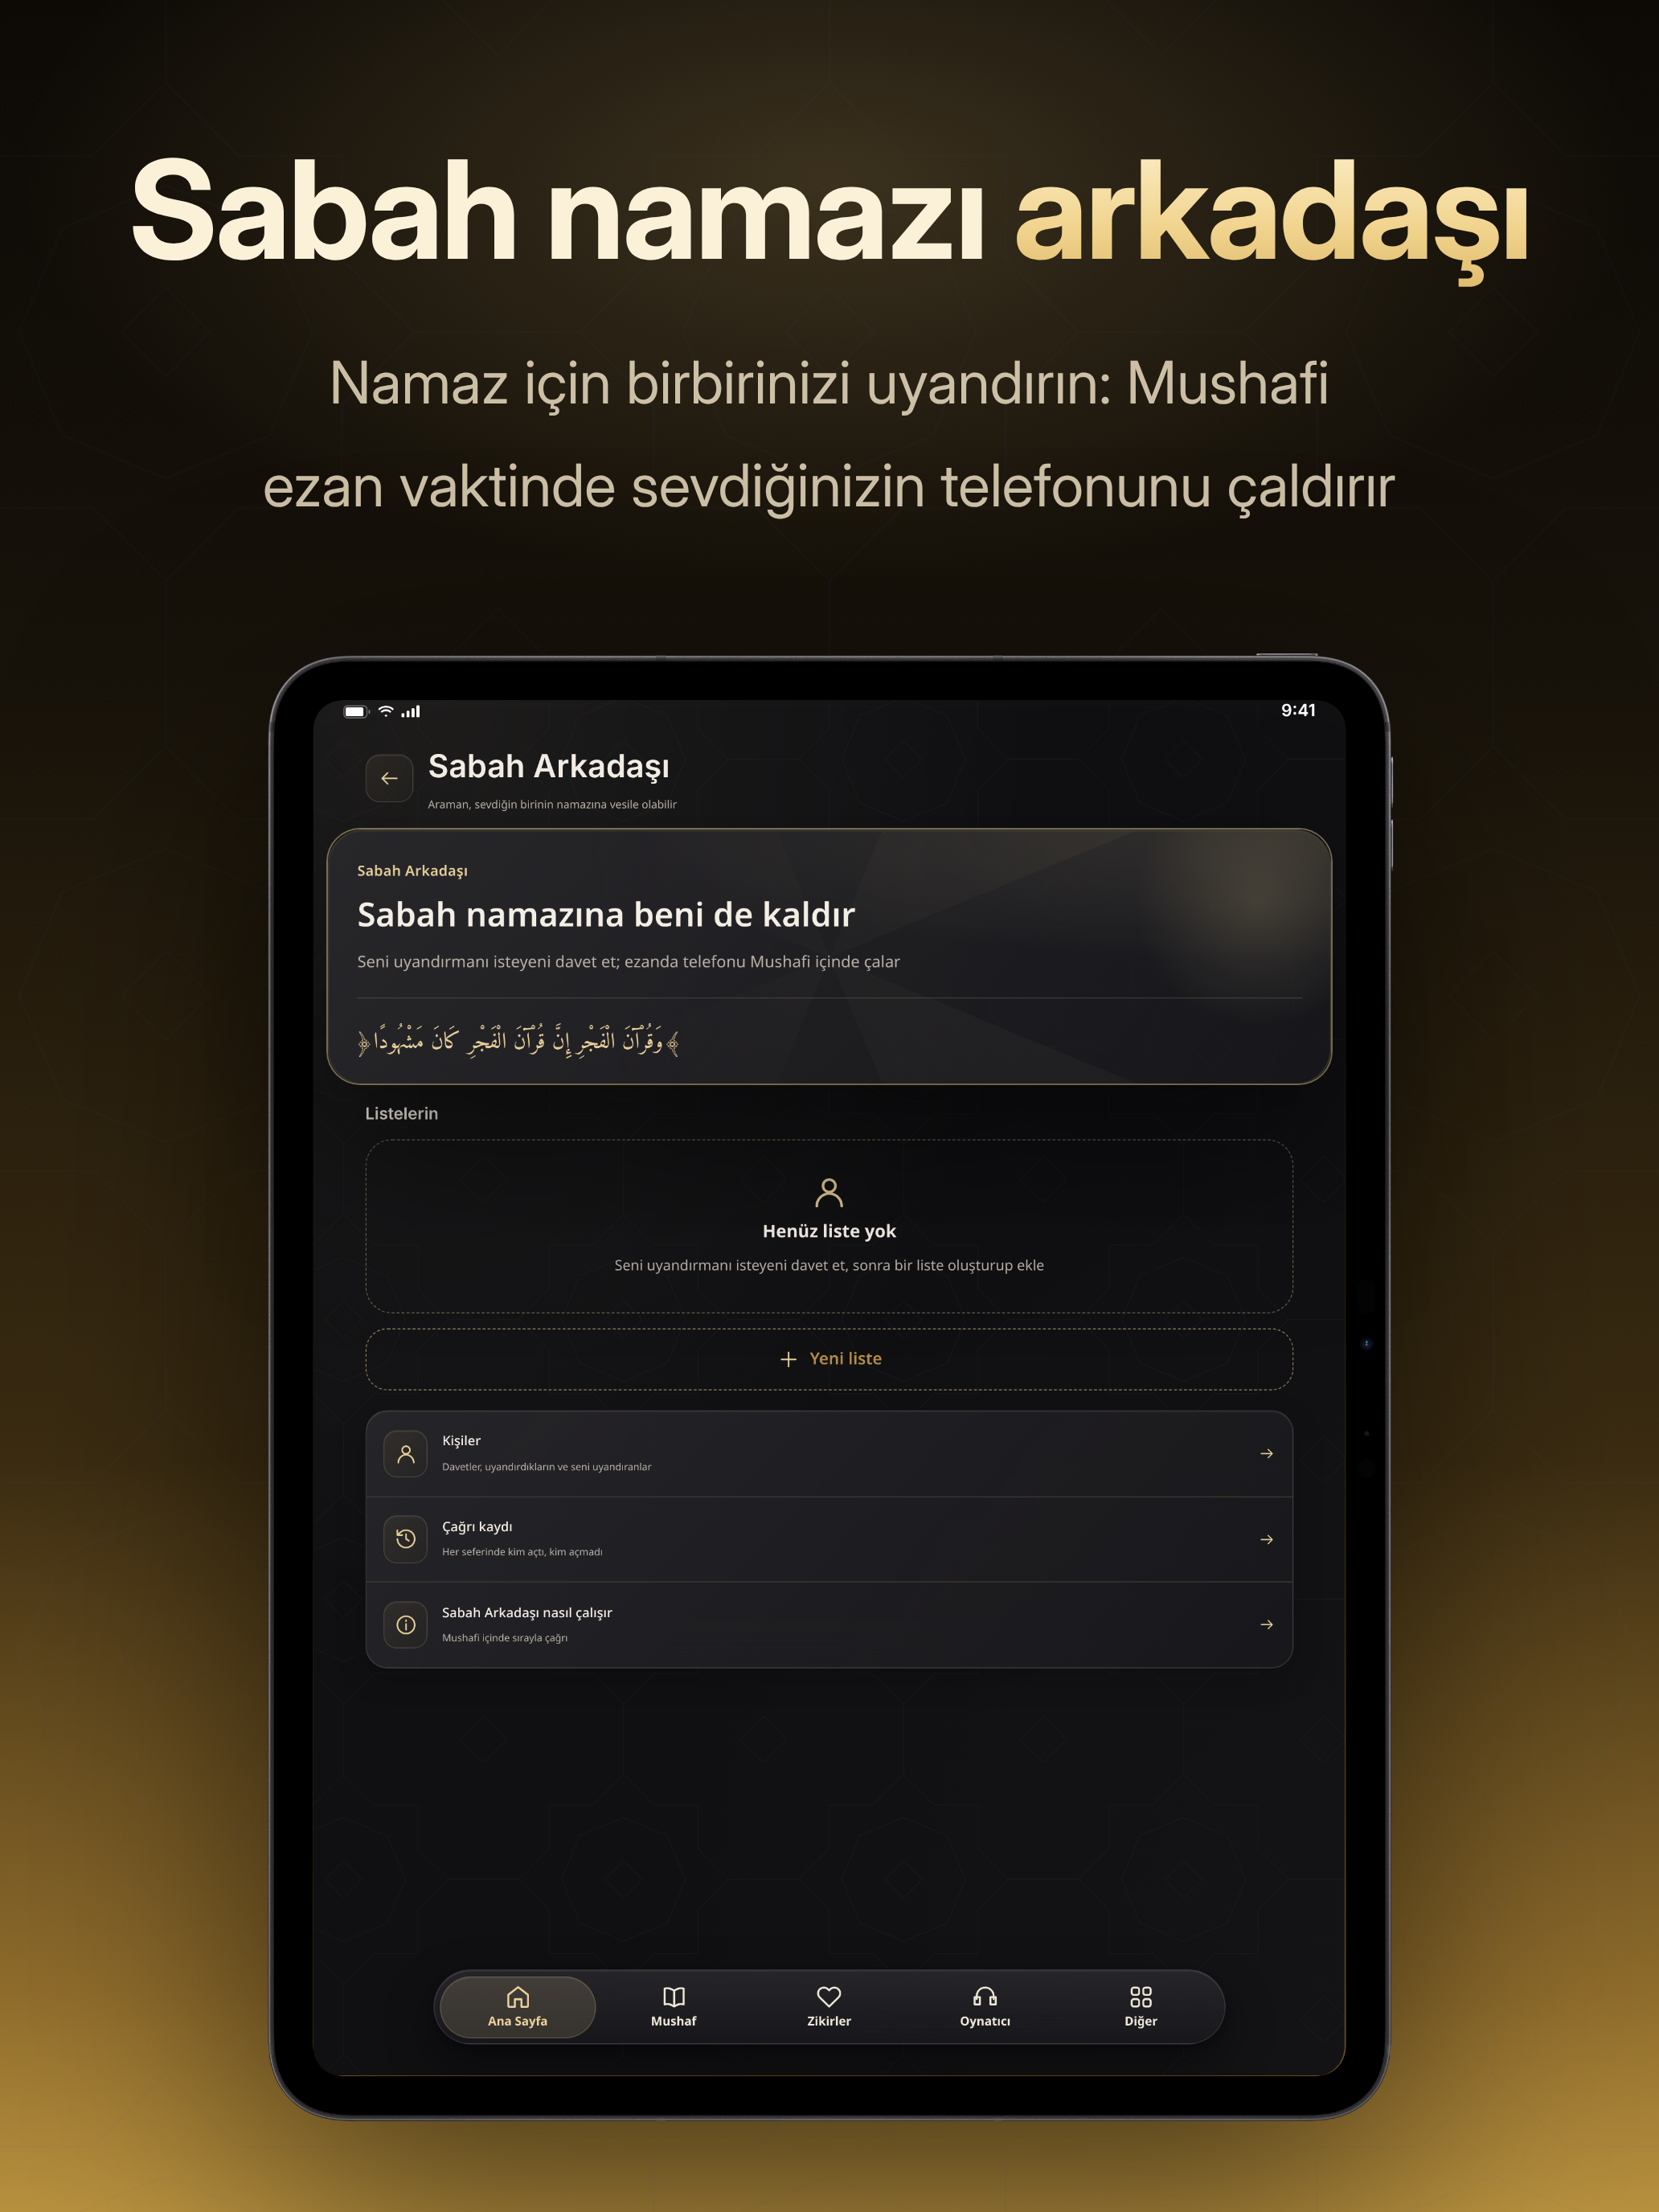 Sabah namazı arkadaşı
Namaz için birbirinizi uyandırın: Mushafi
ezan vaktinde sevdiğinizin telefonunu çaldırır
9:41
Sabah Arkadaşı
Araman, sevdiğin birinin namazına vesile olabilir
Sabah Arkadaşı
Sabah namazına beni de kaldır
Seni uyandırmanı isteyeni davet et; ezanda telefonu Mushafi içinde çalar
﴿وَقُرْآنَ الْفَجْرِ إِنَّ قُرْآنَ الْفَجْرِ كَانَ مَشْهُودًا﴾
Listelerin
Henüz liste yok
Seni uyandırmanı isteyeni davet et, sonra bir liste oluşturup ekle
Yeni liste
Kişiler
Davetler, uyandırdıkların ve seni uyandıranlar
Çağrı kaydı
Her seferinde kim açtı, kim açmadı
Sabah Arkadaşı nasıl çalışır
Mushafi içinde sırayla çağrı
Ana Sayfa
Mushaf
Zikirler
Oynatıcı
Diğer